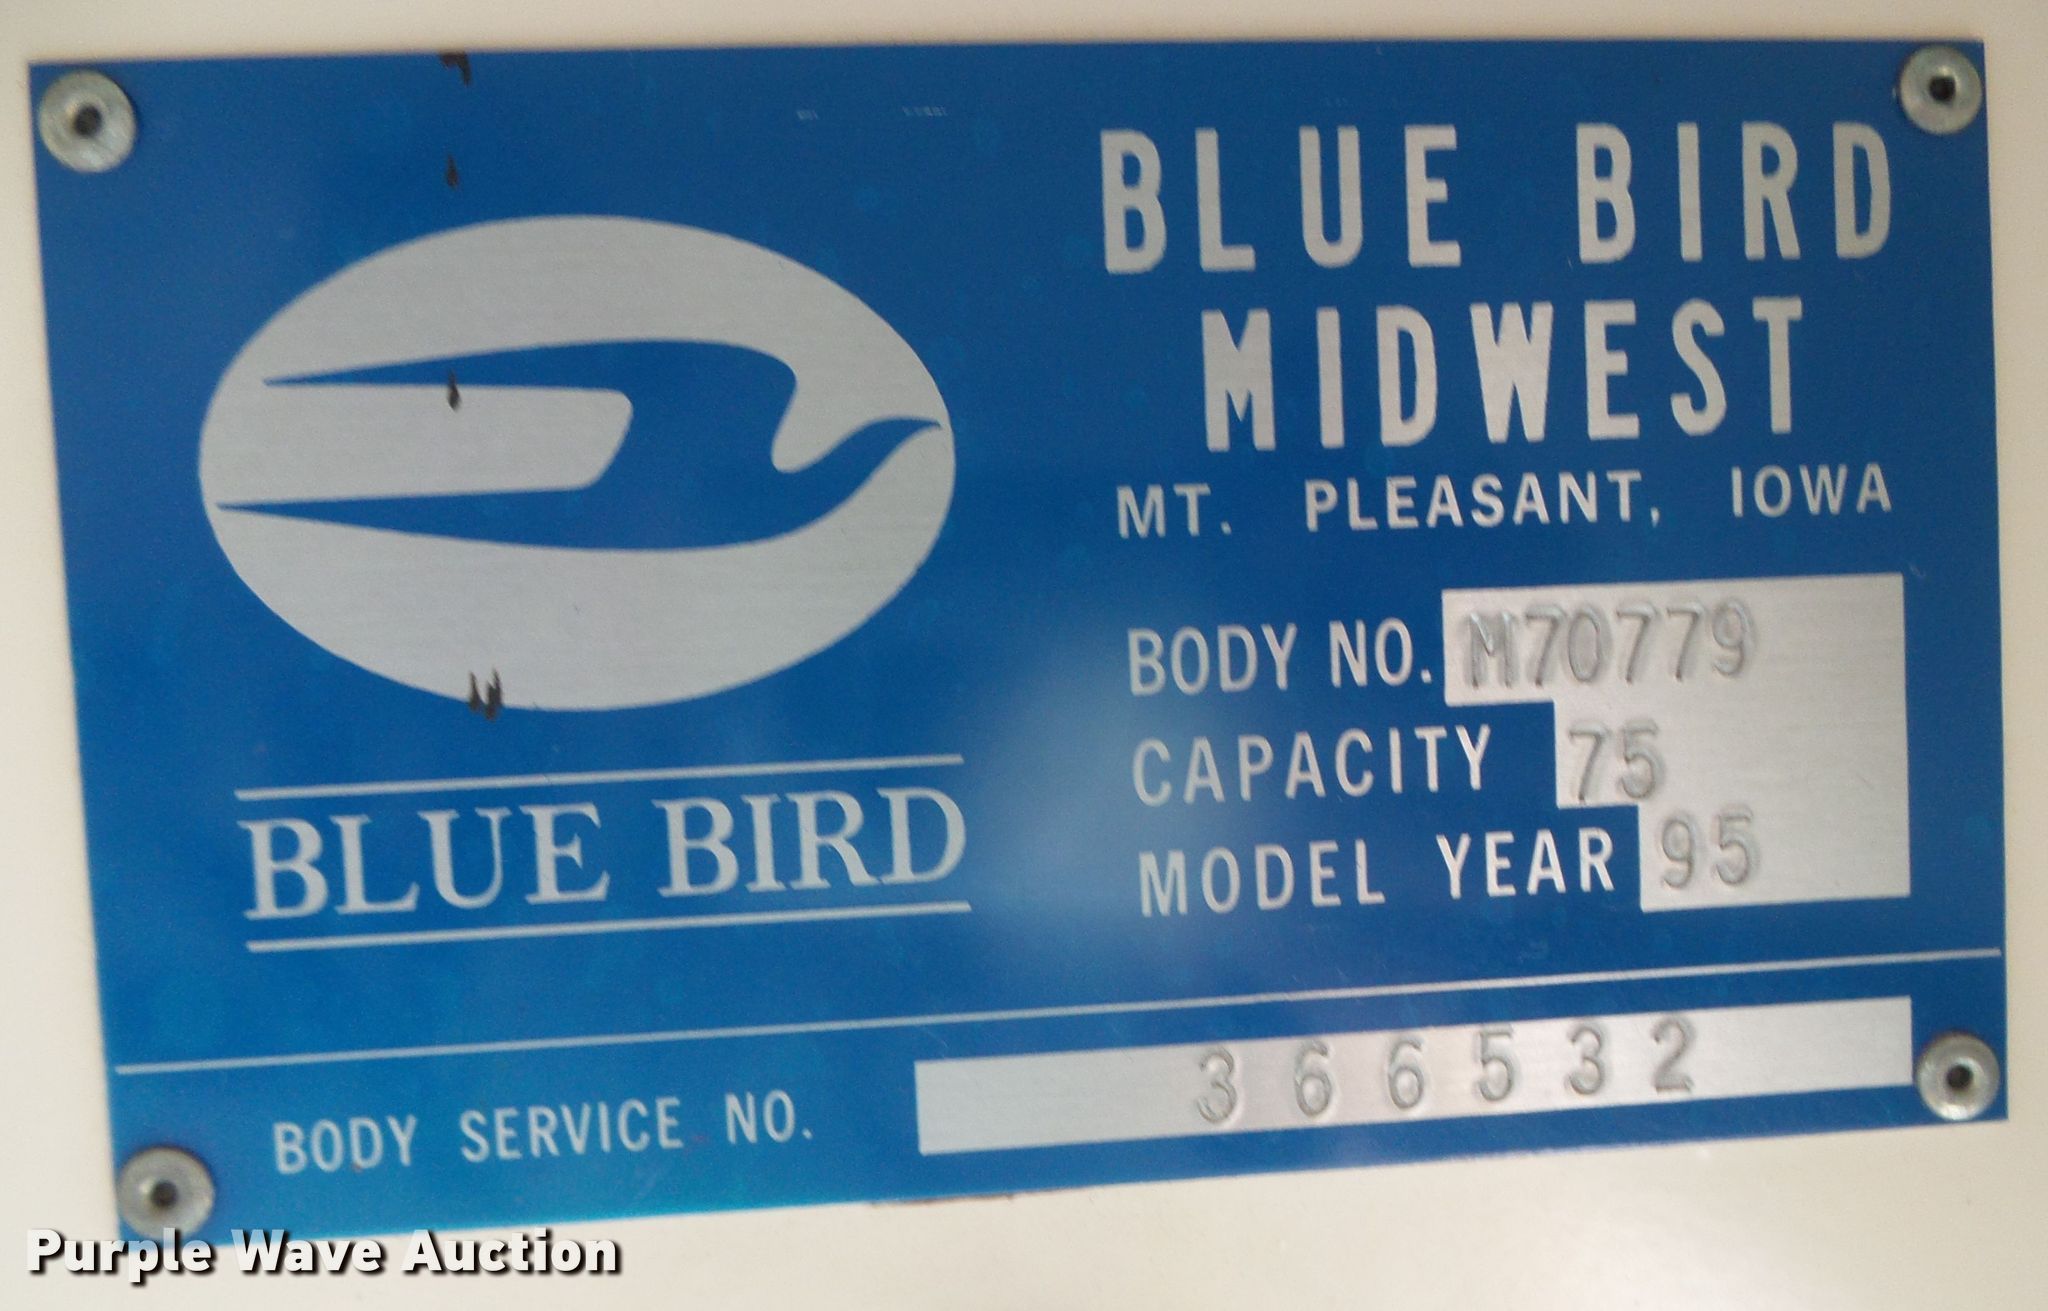 BLUE BIRD
MIDWEST
MT. PLEASANT, IOWA
BODY NO. M70779
CAPACITY 75
MODEL YEAR 95
BLUE BIRD
BODY SERVICE NO. 366532
Purple Wave Auction